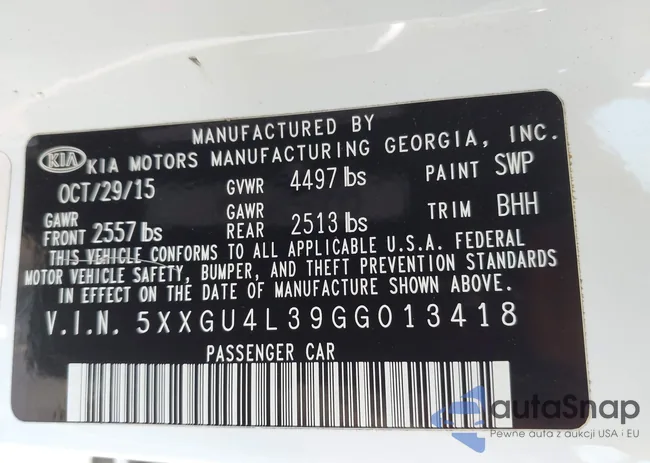 MANUFACTURED BY
KIA KIA MOTORS MANUFACTURING GEORGIA, INC.
OCT/29/15 GVWR 4497 lbs PAINT SWP
GAWR FRONT 2557 lbs GAWR REAR 2513 lbs TRIM BHH
THIS VEHICLE CONFORMS TO ALL APPLICABLE U.S.A. FEDERAL
MOTOR VEHICLE SAFETY, BUMPER, AND THEFT PREVENTION STANDARDS
IN EFFECT ON THE DATE OF MANUFACTURE SHOWN ABOVE.
V.I.N. 5XXGU4L39GG013418
PASSENGER CAR
autaSnap
Pewne auta z aukcji USA i EU